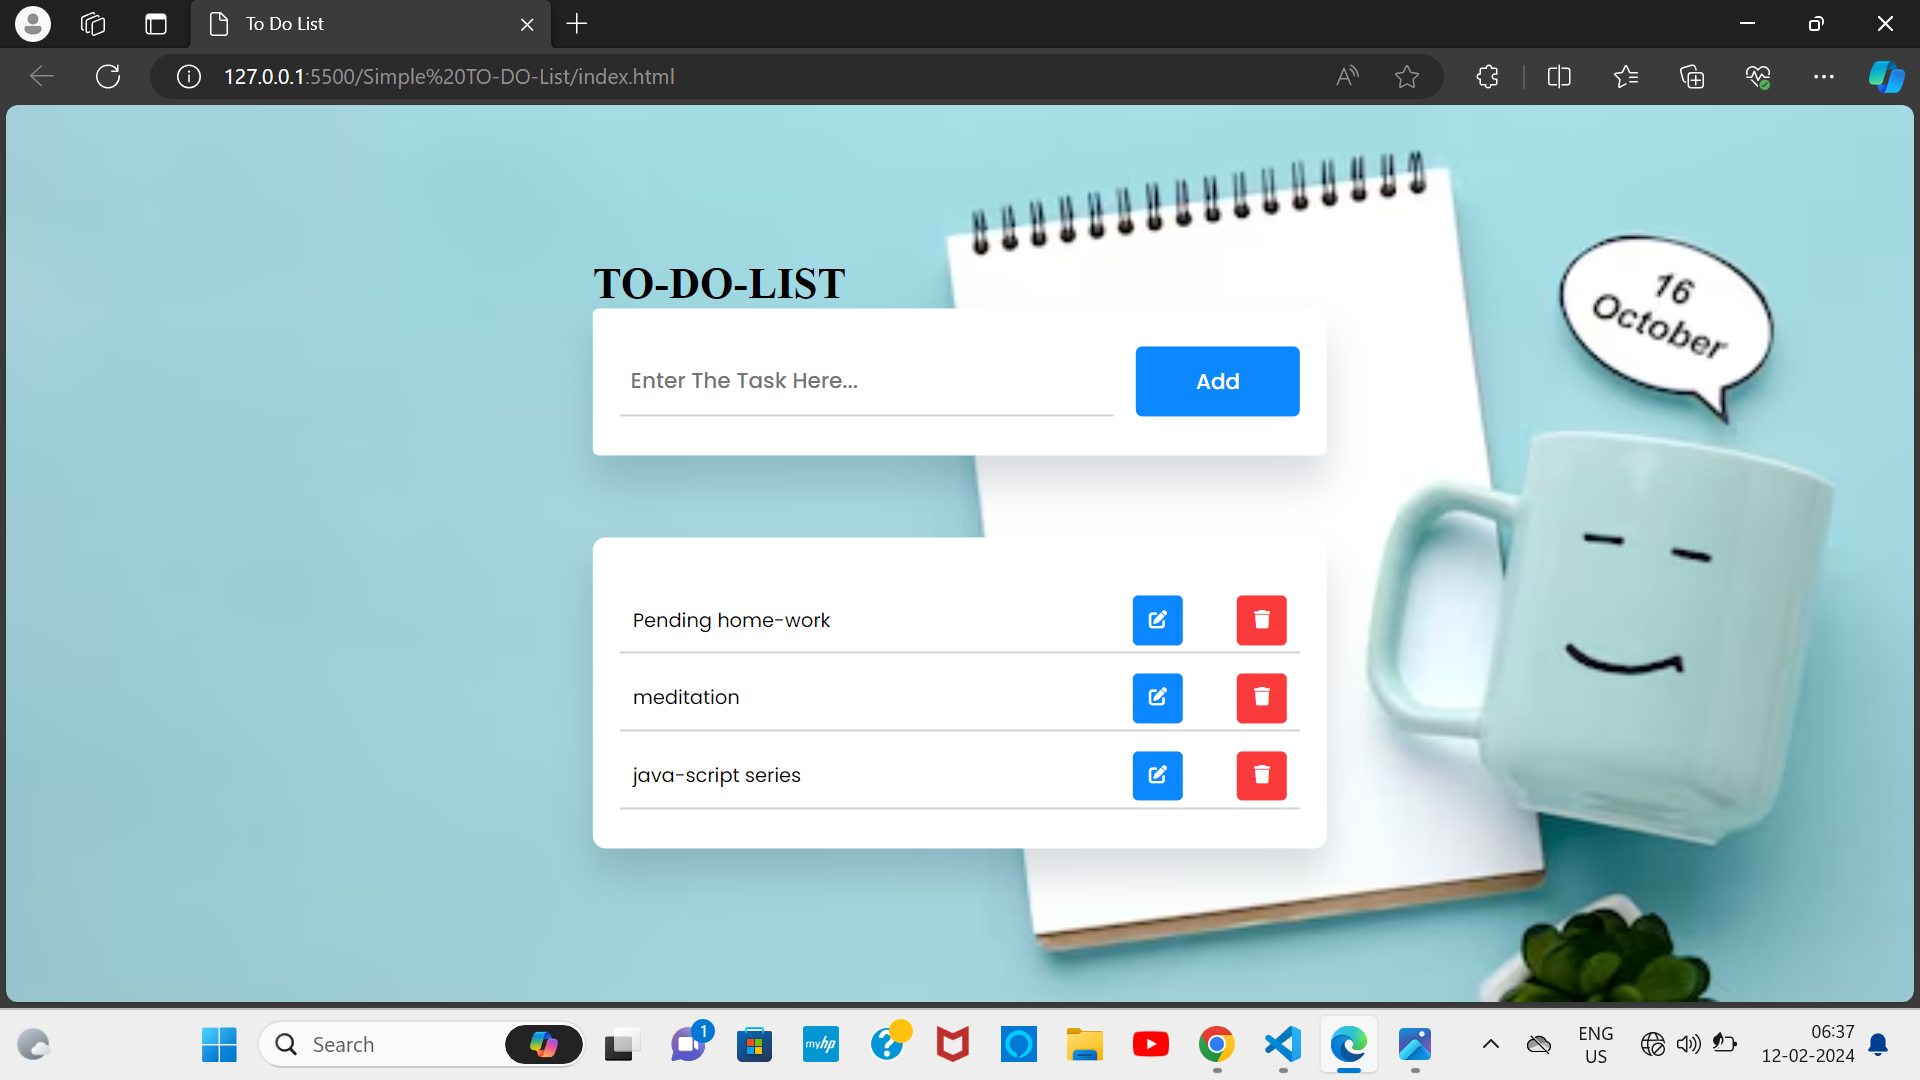 To Do List
127.0.0.1:5500/Simple%20TO-DO-List/index.html
16
October
TO-DO-LIST
Enter The Task Here...
Add
Pending home-work
meditation
java-script series
Search
1
myhp
ENG
US
06:37
12-02-2024